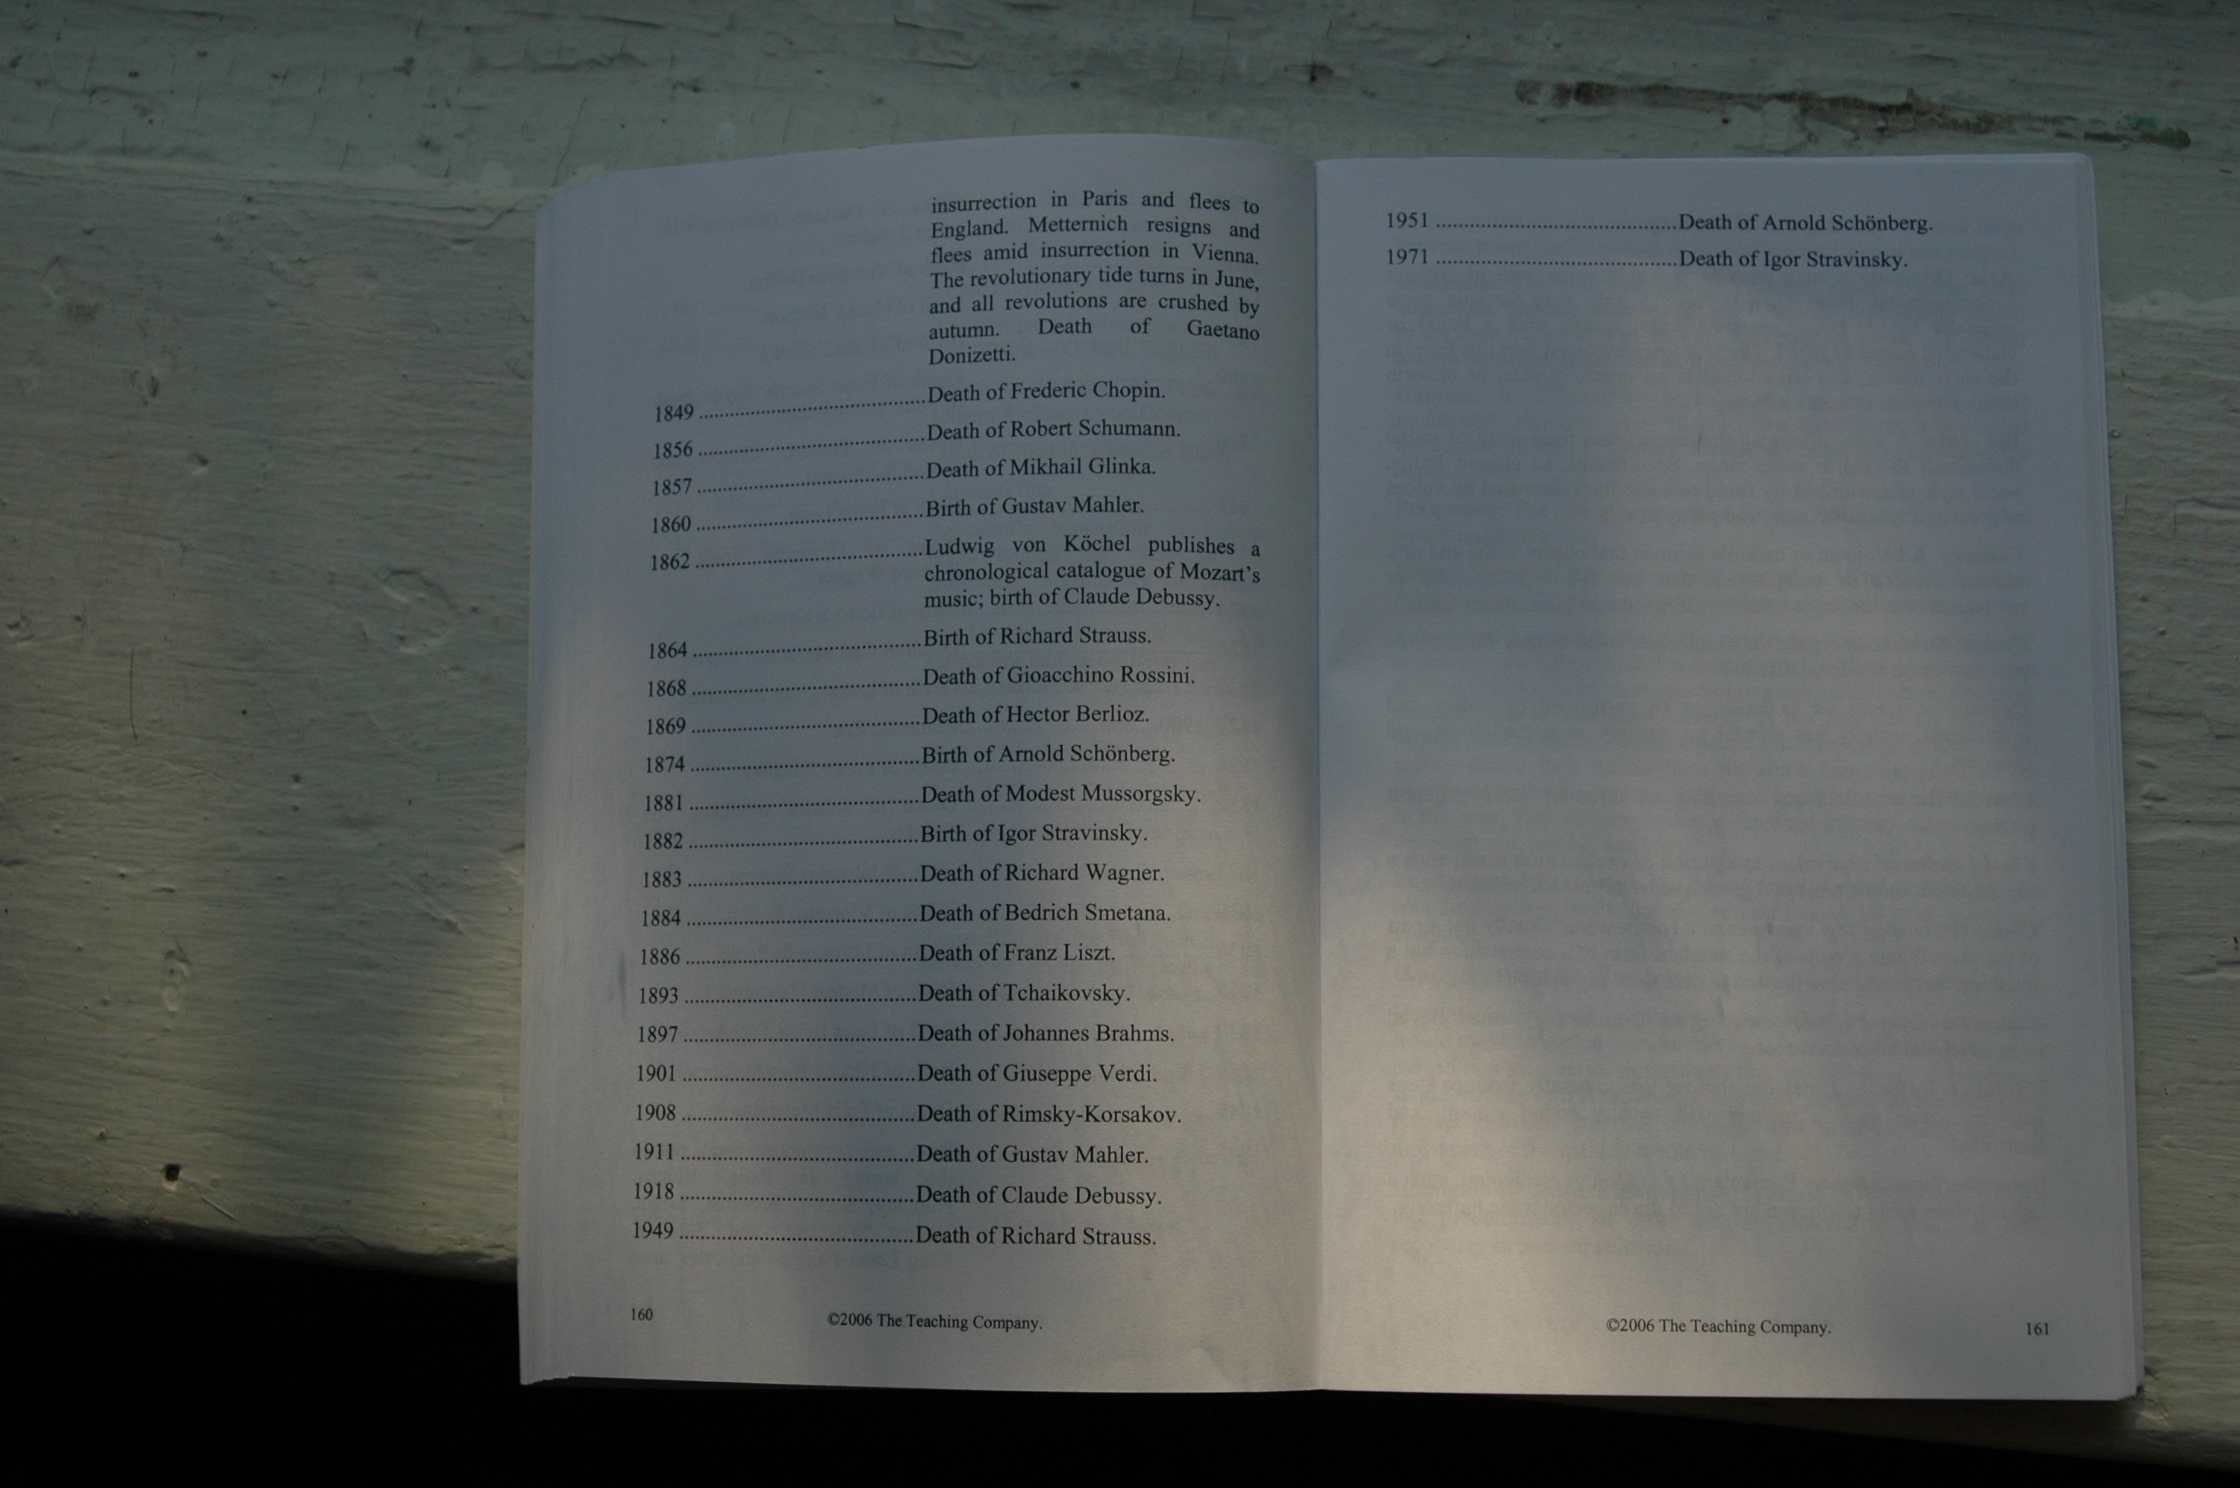 insurrection in Paris and flees to
England. Metternich resigns and
flees amid insurrection in Vienna.
The revolutionary tide turns in June,
and all revolutions are crushed by
autumn. Death of Gaetano
Donizetti.
1849 ..........................................Death of Frederic Chopin.
1856 ..........................................Death of Robert Schumann.
1857 ..........................................Death of Mikhail Glinka.
1860 ..........................................Birth of Gustav Mahler.
1862 ..........................................Ludwig von Köchel publishes a
chronological catalogue of Mozart's
music; birth of Claude Debussy.
1864 ..........................................Birth of Richard Strauss.
1868 ..........................................Death of Gioacchino Rossini.
1869 ..........................................Death of Hector Berlioz.
1874 ..........................................Birth of Arnold Schönberg.
1881 ..........................................Death of Modest Mussorgsky.
1882 ..........................................Birth of Igor Stravinsky.
1883 ..........................................Death of Richard Wagner.
1884 ..........................................Death of Bedrich Smetana.
1886 ..........................................Death of Franz Liszt.
1893 ..........................................Death of Tchaikovsky.
1897 ..........................................Death of Johannes Brahms.
1901 ..........................................Death of Giuseppe Verdi.
1908 ..........................................Death of Rimsky-Korsakov.
1911 ..........................................Death of Gustav Mahler.
1918 ..........................................Death of Claude Debussy.
1949 ..........................................Death of Richard Strauss.
160 ©2006 The Teaching Company.
1951 ..........................................Death of Arnold Schönberg.
1971 ..........................................Death of Igor Stravinsky.
©2006 The Teaching Company. 161